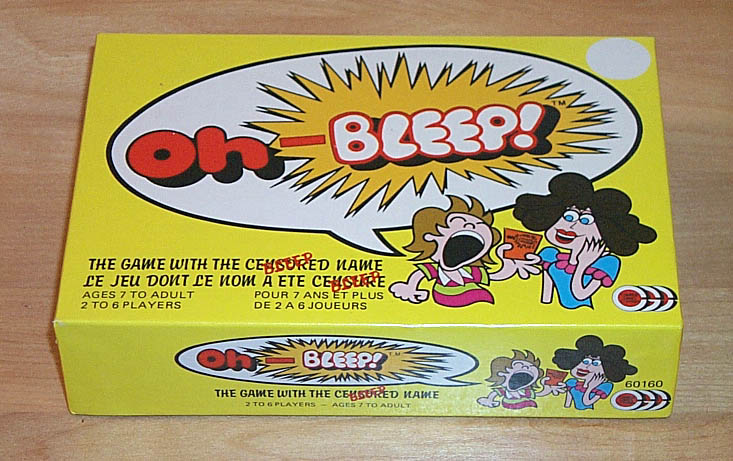 Oh-BLEEP!
TM
THE GAME WITH THE CENSORED NAME
BLEEP
LE JEU DONT LE NOM A ETE CENSURE
BLEEP
AGES 7 TO ADULT
2 TO 6 PLAYERS
POUR 7 ANS ET PLUS
DE 2 A 6 JOUEURS
Oh-BLEEP!
TM
THE GAME WITH THE CENSORED NAME
BLEEP
2 TO 6 PLAYERS – AGES 7 TO ADULT
60160